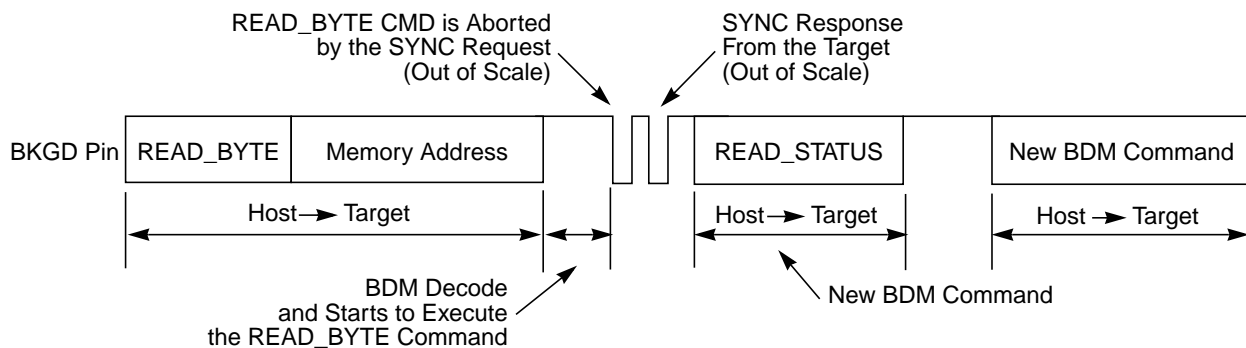 READ_BYTE CMD is Aborted
by the SYNC Request
(Out of Scale)
SYNC Response
From the Target
(Out of Scale)
BKGD Pin
READ_BYTE
Memory Address
READ_STATUS
New BDM Command
Host Target
Host Target
Host Target
BDM Decode
and Starts to Execute
the READ_BYTE Command
New BDM Command